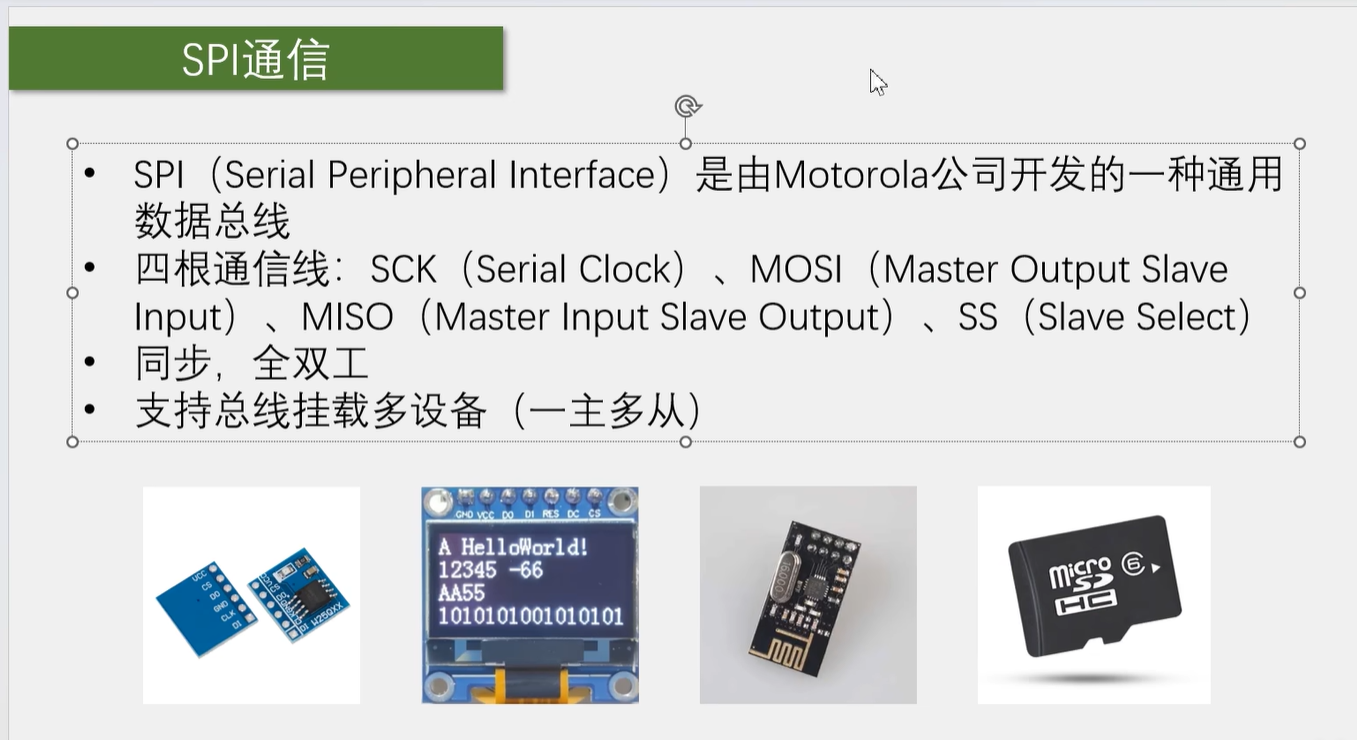 SPI通信
• SPI（Serial Peripheral Interface）是由Motorola公司开发的一种通用
数据总线
• 四根通信线：SCK（Serial Clock）、MOSI（Master Output Slave
Input）、MISO（Master Input Slave Output）、SS（Slave Select）
• 同步，全双工
• 支持总线挂载多设备（一主多从）
VCC
CS
DO
GND
CLK
DI
W25QXX
GND VCC D0 D1 RES DC CS
A HelloWorld!
12345 -66
AA55
1010101001010101
16000
micro
SD
HC
6